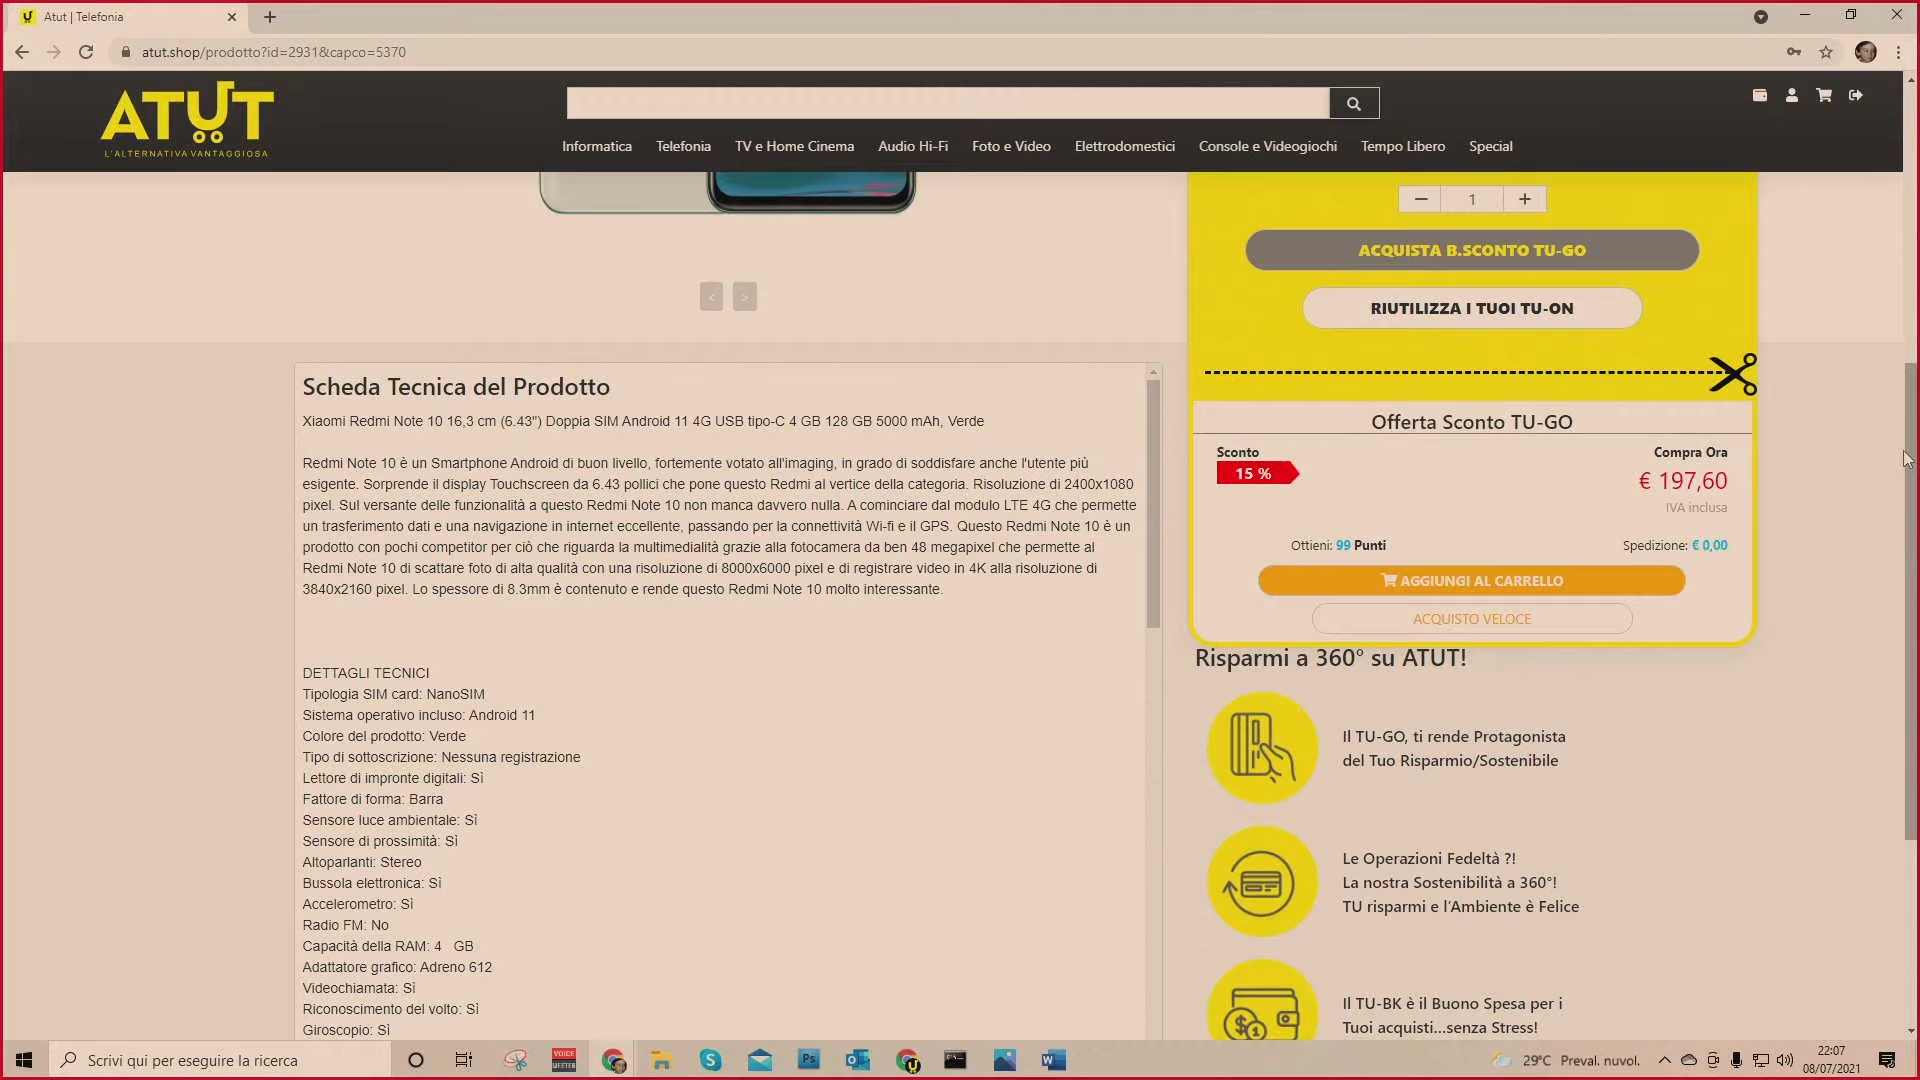 Atut | Telefonia
atut.shop/prodotto?id=2931&capco=5370
ATUT
L'ALTERNATIVA VANTAGGIOSA
Informatica Telefonia TV e Home Cinema Audio Hi-Fi Foto e Video Elettrodomestici Console e Videogiochi Tempo Libero Special
1
ACQUISTA B.SCONTO TU-GO
RIUTILIZZA I TUOI TU-ON
< >
Scheda Tecnica del Prodotto
Xiaomi Redmi Note 10 16,3 cm (6.43") Doppia SIM Android 11 4G USB tipo-C 4 GB 128 GB 5000 mAh, Verde
Redmi Note 10 è un Smartphone Android di buon livello, fortemente votato all'imaging, in grado di soddisfare anche l'utente più
esigente. Sorprende il display Touchscreen da 6.43 pollici che pone questo Redmi al vertice della categoria. Risoluzione di 2400x1080
pixel. Sul versante delle funzionalità a questo Redmi Note 10 non manca davvero nulla. A cominciare dal modulo LTE 4G che permette
un trasferimento dati e una navigazione in internet eccellente, passando per la connettività Wi-fi e il GPS. Questo Redmi Note 10 è un
prodotto con pochi competitor per ciò che riguarda la multimedialità grazie alla fotocamera da ben 48 megapixel che permette al
Redmi Note 10 di scattare foto di alta qualità con una risoluzione di 8000x6000 pixel e di registrare video in 4K alla risoluzione di
3840x2160 pixel. Lo spessore di 8.3mm è contenuto e rende questo Redmi Note 10 molto interessante.
DETTAGLI TECNICI
Tipologia SIM card: NanoSIM
Sistema operativo incluso: Android 11
Colore del prodotto: Verde
Tipo di sottoscrizione: Nessuna registrazione
Lettore di impronte digitali: Sì
Fattore di forma: Barra
Sensore luce ambientale: Sì
Sensore di prossimità: Sì
Altoparlanti: Stereo
Bussola elettronica: Sì
Accelerometro: Sì
Radio FM: No
Capacità della RAM: 4 GB
Adattatore grafico: Adreno 612
Videochiamata: Sì
Riconoscimento del volto: Sì
Giroscopio: Sì
Offerta Sconto TU-GO
Sconto Compra Ora
15 % € 197,60
IVA inclusa
Ottieni: 99 Punti Spedizione: € 0,00
AGGIUNGI AL CARRELLO
ACQUISTO VELOCE
Risparmi a 360° su ATUT!
Il TU-GO, ti rende Protagonista
del Tuo Risparmio/Sostenibile
Le Operazioni Fedeltà ?!
La nostra Sostenibilità a 360°!
TU risparmi e l'Ambiente è Felice
Il TU-BK è il Buono Spesa per i
Tuoi acquisti...senza Stress!
Scrivi qui per eseguire la ricerca
VOICE
MEETER
Ps
29°C Preval. nuvol.
22:07
08/07/2021